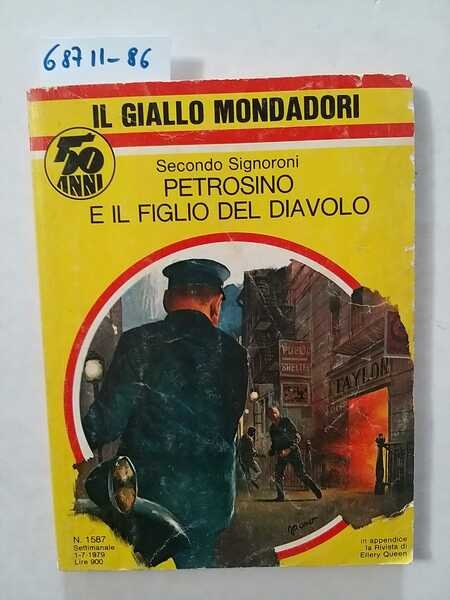 68711-86
IL GIALLO MONDADORI
50
ANNI
Secondo Signoroni
PETROSINO
E IL FIGLIO DEL DIAVOLO
SHELTER
TAYLOR
N. 1587
Settimanale
1-7-1979
Lire 900
in appendice
la Rivista di
Ellery Queen